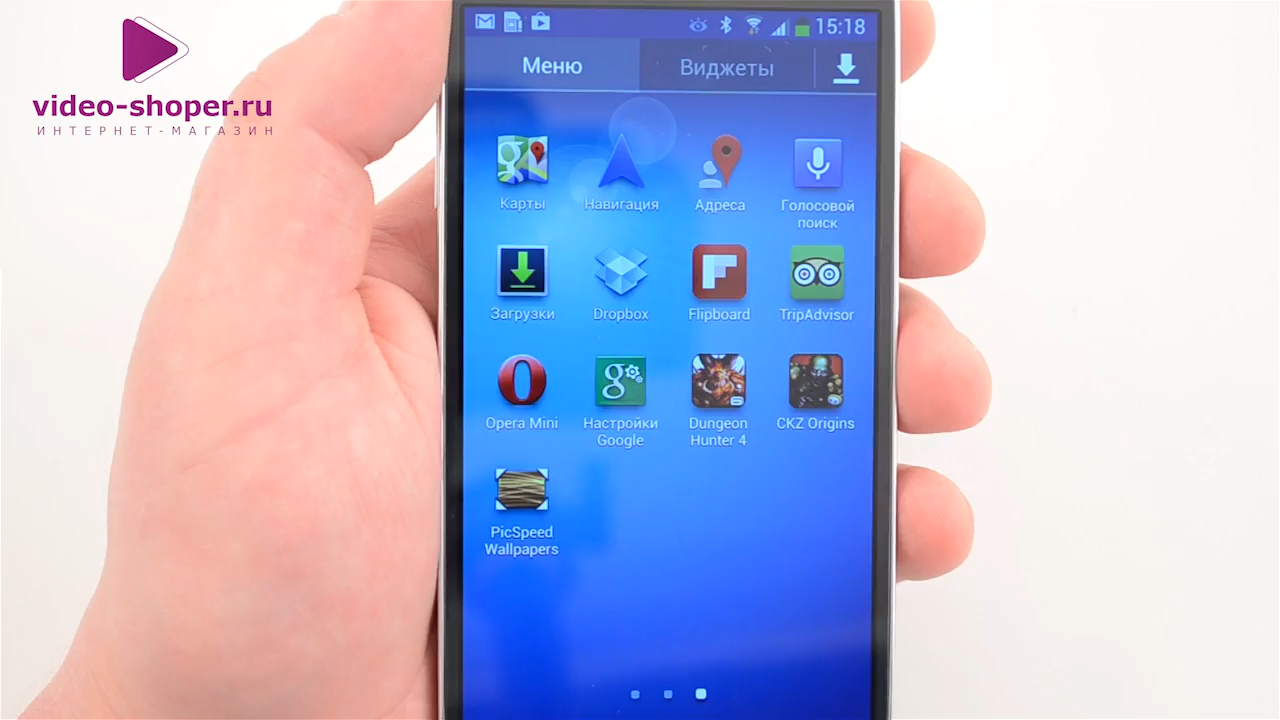 video-shoper.ru
ИНТЕРНЕТ-МАГАЗИН
15:18
Меню Виджеты
Карты Навигация Адреса Голосовой поиск
Загрузки Dropbox Flipboard TripAdvisor
Opera Mini Настройки Google Dungeon Hunter 4 CKZ Origins
PicSpeed Wallpapers